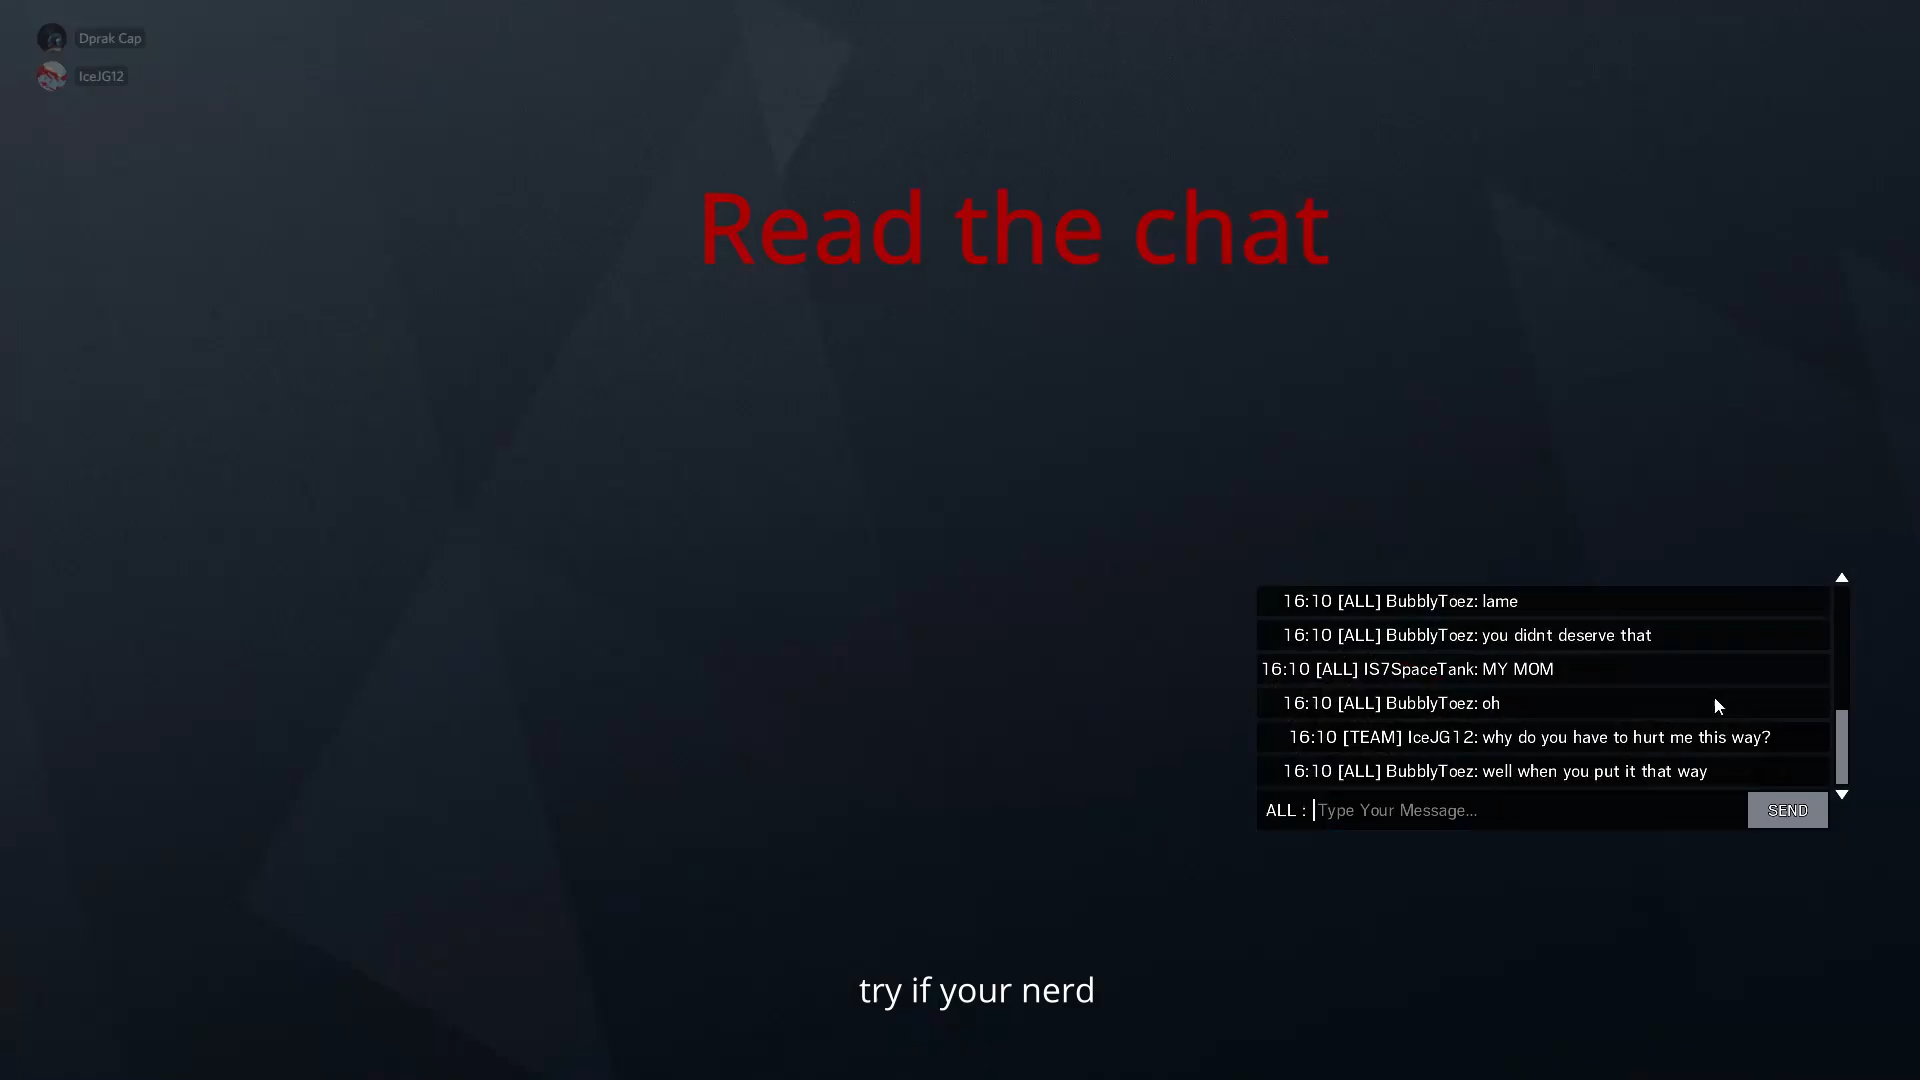 Dprak Cap
IceJG12
Read the chat
16:10 [ALL] BubblyToez: lame
16:10 [ALL] BubblyToez: you didnt deserve that
16:10 [ALL] IS7SpaceTank: MY MOM
16:10 [ALL] BubblyToez: oh
16:10 [TEAM] IceJG12: why do you have to hurt me this way?
16:10 [ALL] BubblyToez: well when you put it that way
ALL : Type Your Message... SEND
try if your nerd